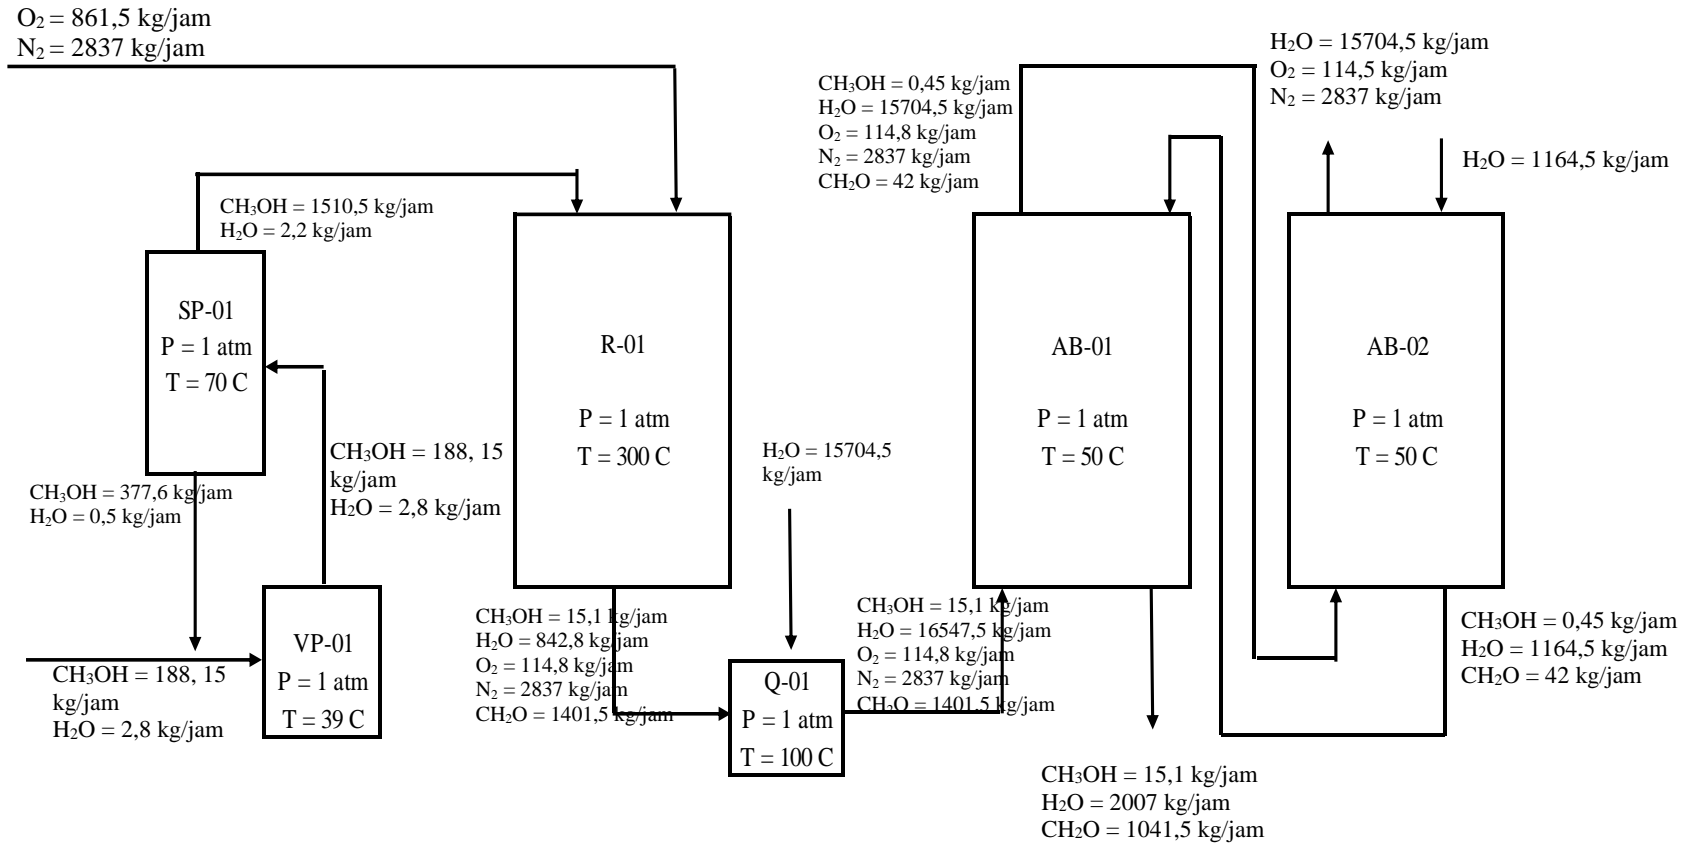 O₂ = 861,5 kg/jam
N₂ = 2837 kg/jam
CH₃OH = 1510,5 kg/jam
H₂O = 2,2 kg/jam
SP-01
P = 1 atm
T = 70 C
CH₃OH = 377,6 kg/jam
H₂O = 0,5 kg/jam
CH₃OH = 188, 15
kg/jam
H₂O = 2,8 kg/jam
CH₃OH = 188, 15
kg/jam
H₂O = 2,8 kg/jam
VP-01
P = 1 atm
T = 39 C
R-01
P = 1 atm
T = 300 C
CH₃OH = 15,1 kg/jam
H₂O = 842,8 kg/jam
O₂ = 114,8 kg/jam
N₂ = 2837 kg/jam
CH₂O = 1401,5 kg/jam
H₂O = 15704,5
kg/jam
Q-01
P = 1 atm
T = 100 C
CH₃OH = 15,1 kg/jam
H₂O = 16547,5 kg/jam
O₂ = 114,8 kg/jam
N₂ = 2837 kg/jam
CH₂O = 1401,5 kg/jam
CH₃OH = 0,45 kg/jam
H₂O = 15704,5 kg/jam
O₂ = 114,8 kg/jam
N₂ = 2837 kg/jam
CH₂O = 42 kg/jam
AB-01
P = 1 atm
T = 50 C
CH₃OH = 15,1 kg/jam
H₂O = 2007 kg/jam
CH₂O = 1041,5 kg/jam
H₂O = 15704,5 kg/jam
O₂ = 114,5 kg/jam
N₂ = 2837 kg/jam
H₂O = 1164,5 kg/jam
AB-02
P = 1 atm
T = 50 C
CH₃OH = 0,45 kg/jam
H₂O = 1164,5 kg/jam
CH₂O = 42 kg/jam